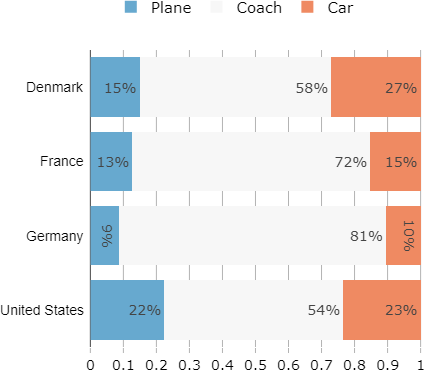 Plane Coach Car
Denmark 15% 58% 27%
France 13% 72% 15%
Germany 9% 81% 10%
United States 22% 54% 23%
0 0.1 0.2 0.3 0.4 0.5 0.6 0.7 0.8 0.9 1